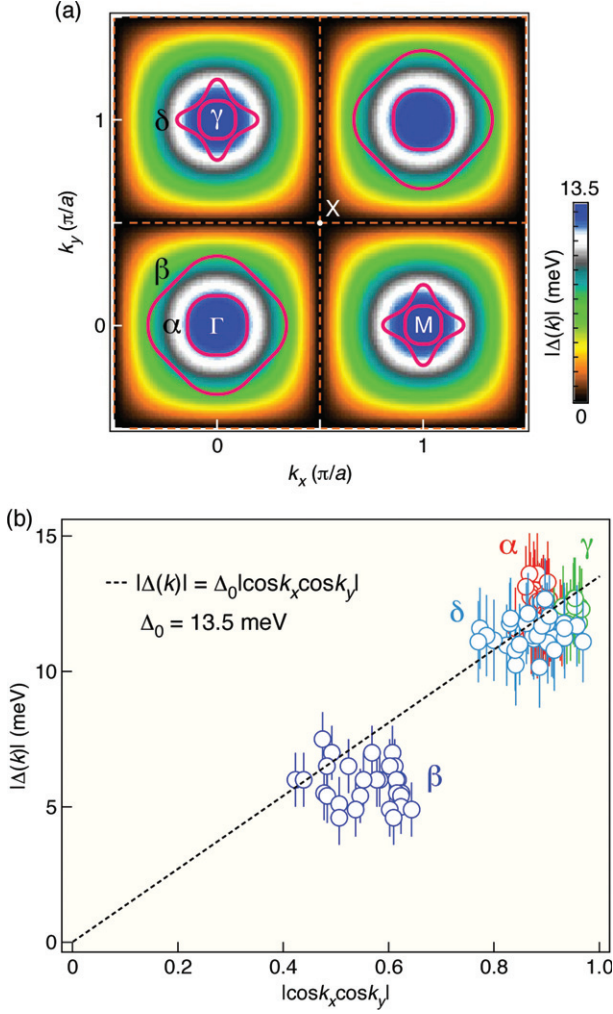 (a)
γ
δ
1
X
13.5
k_y (π/a)
|Δ(k)| (meV)
β
α
Γ
M
0
0
0
1
k_x (π/a)
(b)
15
α
γ
|Δ(k)| = Δ₀|cosk_xcosk_y|
Δ₀ = 13.5 meV
δ
10
|Δ(k)| (meV)
β
5
0
0
0.2
0.4
0.6
0.8
1.0
|cosk_xcosk_y|